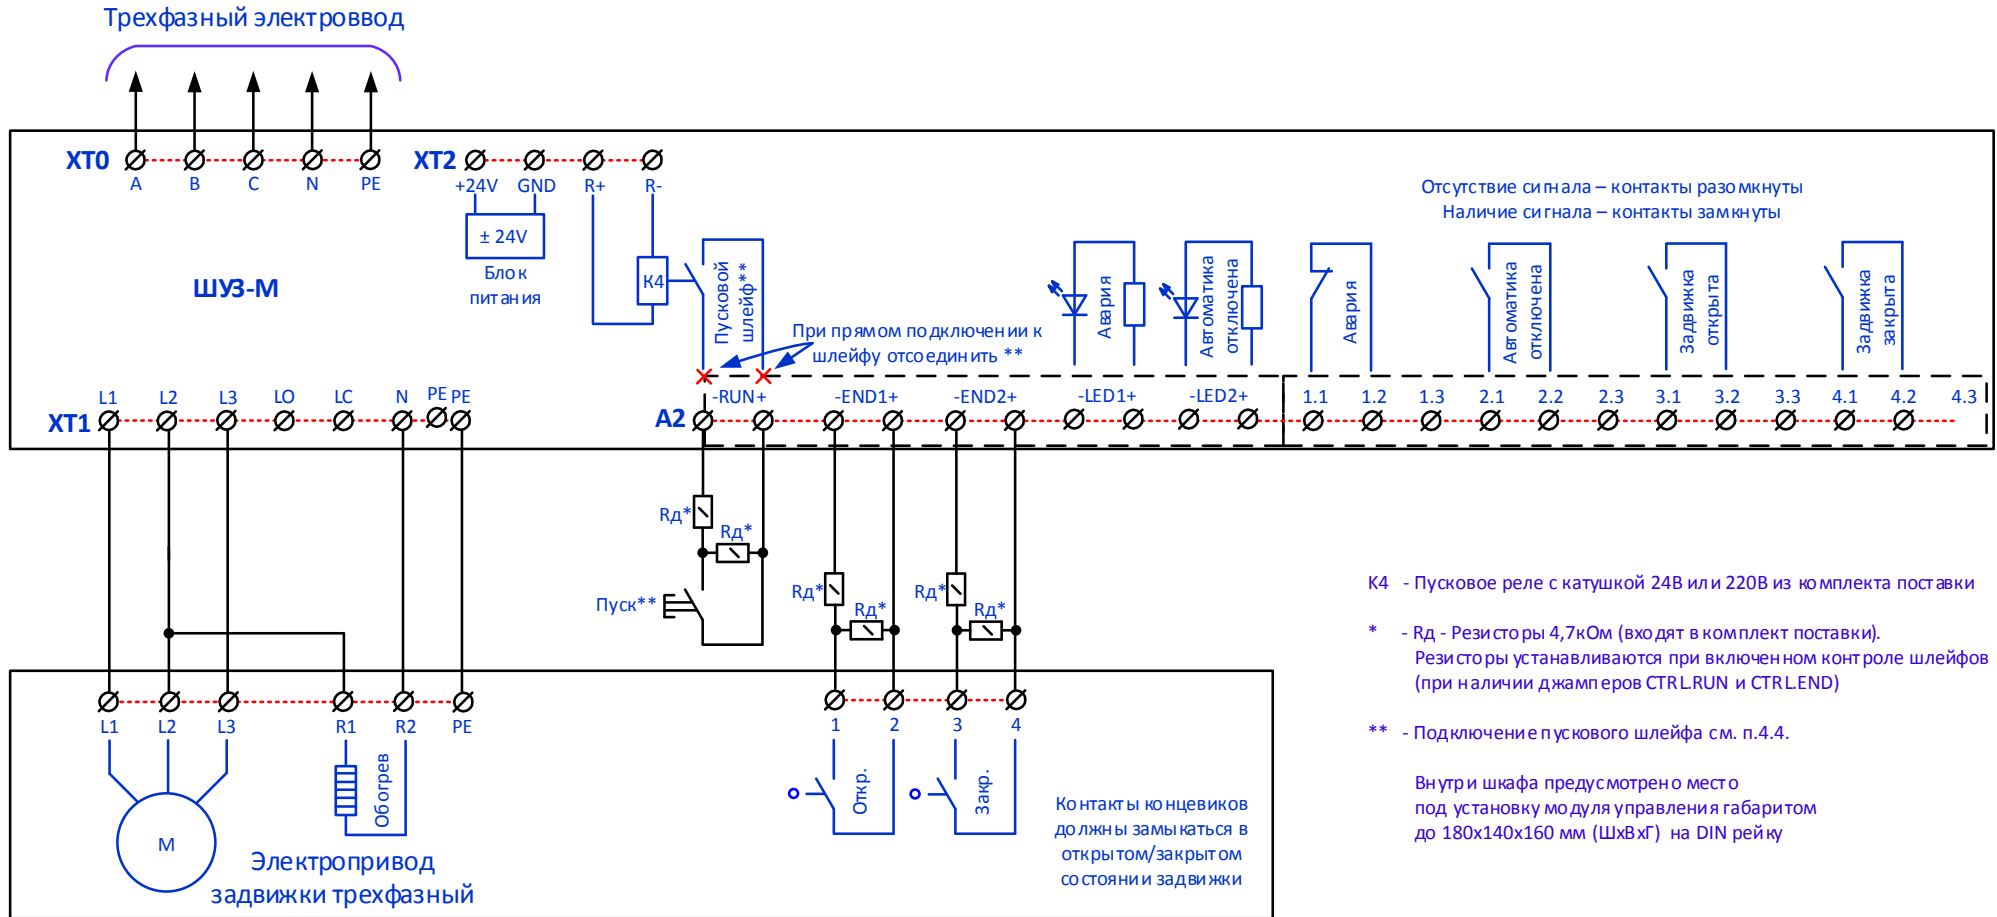 Трехфазный электроввод
XT0
A
B
C
N
PE
XT2
+24V
GND
R+
R-
± 24V
Блок
питания
ШУЗ-М
К4
Пусковой
шлейф**
При прямом подключении к
шлейфу отсоединить **
Авария
Автоматика
отключена
Отсутствие сигнала – контакты разомкнуты
Наличие сигнала – контакты замкнуты
Авария
Автоматика
отключена
Задвижка
открыта
Задвижка
закрыта
XT1
L1
L2
L3
LO
LC
N
PE
PE
A2
-RUN+
-END1+
-END2+
-LED1+
-LED2+
1.1
1.2
1.3
2.1
2.2
2.3
3.1
3.2
3.3
4.1
4.2
4.3
Rд*
Rд*
Пуск**
Rд*
Rд*
Rд*
Rд*
К4 - Пусковое реле с катушкой 24В или 220В из комплекта поставки
* - Rд - Резисторы 4,7кОм (входят в комплект поставки).
Резисторы устанавливаются при включенном контроле шлейфов
(при наличии джамперов CTRL.RUN и CTRL.END)
** - Подключение пускового шлейфа см. п.4.4.
Внутри шкафа предусмотрено место
под установку модуля управления габаритом
до 180х140х160 мм (ШхВхГ) на DIN рейку
L1
L2
L3
R1
R2
PE
1
2
3
4
М
Обогрев
Откр.
Закр.
Электропривод
задвижки трехфазный
Контакты концевиков
должны замыкаться в
открытом/закрытом
состоянии задвижки